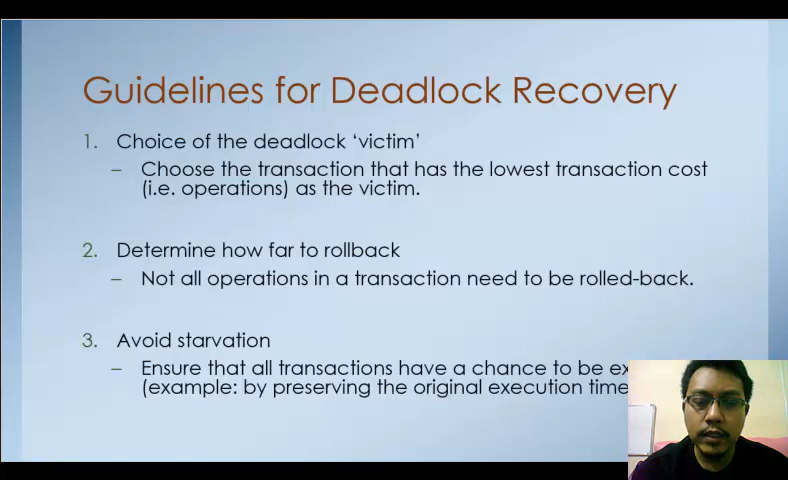 Guidelines for Deadlock Recovery
1. Choice of the deadlock ‘victim’
– Choose the transaction that has the lowest transaction cost
(i.e. operations) as the victim.
2. Determine how far to rollback
– Not all operations in a transaction need to be rolled-back.
3. Avoid starvation
– Ensure that all transactions have a chance to be
(example: by preserving the original execution time